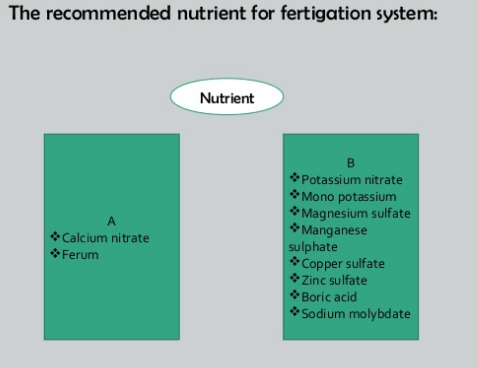 The recommended nutrient for fertigation system:
Nutrient
A
❖Calcium nitrate
❖Ferum
B
❖Potassium nitrate
❖Mono potassium
❖Magnesium sulfate
❖Manganese
sulphate
❖Copper sulfate
❖Zinc sulfate
❖Boric acid
❖Sodium molybdate